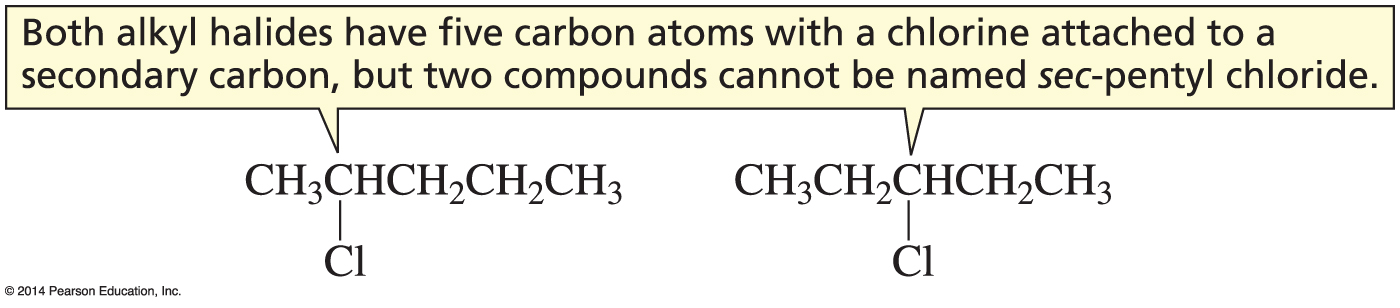 Both alkyl halides have five carbon atoms with a chlorine attached to a
secondary carbon, but two compounds cannot be named sec-pentyl chloride.
CH₃CHCH₂CH₂CH₃ CH₃CH₂CHCH₂CH₃
Cl Cl
© 2014 Pearson Education, Inc.